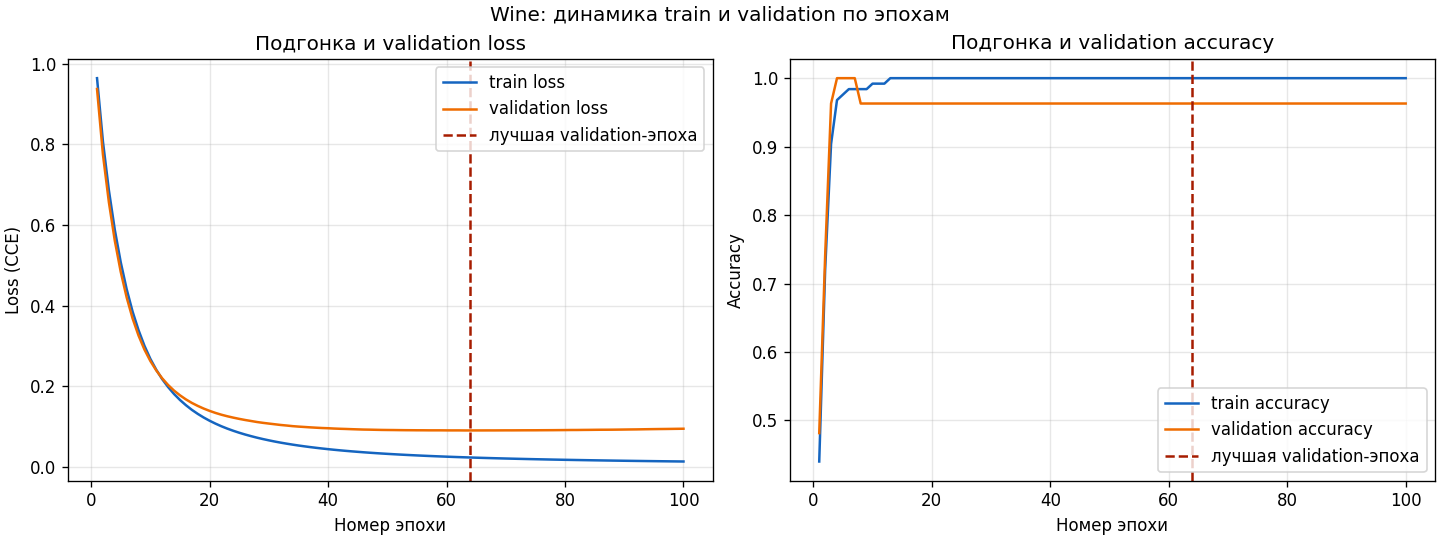 Wine: динамика train и validation по эпохам
Подгонка и validation loss
1.0
0.8
0.6
0.4
0.2
0.0
Loss (CCE)
train loss
validation loss
лучшая validation-эпоха
0 20 40 60 80 100
Номер эпохи
Подгонка и validation accuracy
1.0
0.9
0.8
0.7
0.6
0.5
Accuracy
train accuracy
validation accuracy
лучшая validation-эпоха
0 20 40 60 80 100
Номер эпохи